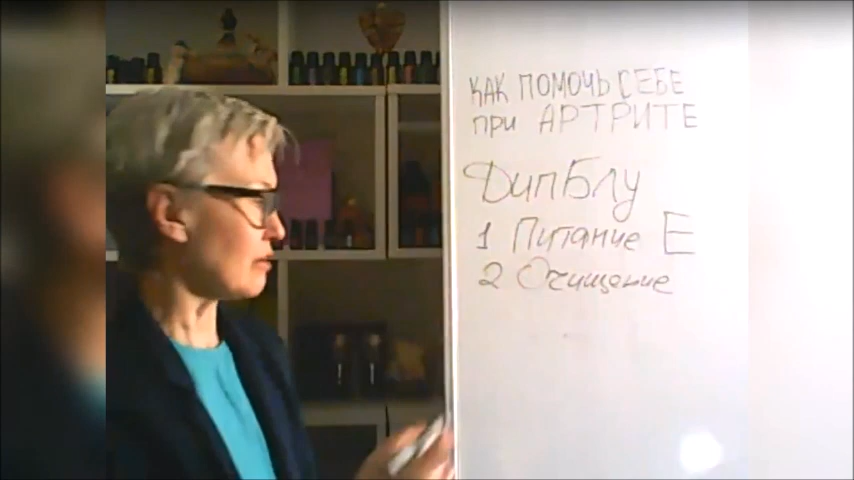 КАК ПОМОЧЬ СЕБЕ
при АРТРИТЕ
ДипБлу
1 Питание Е
2 Очищение